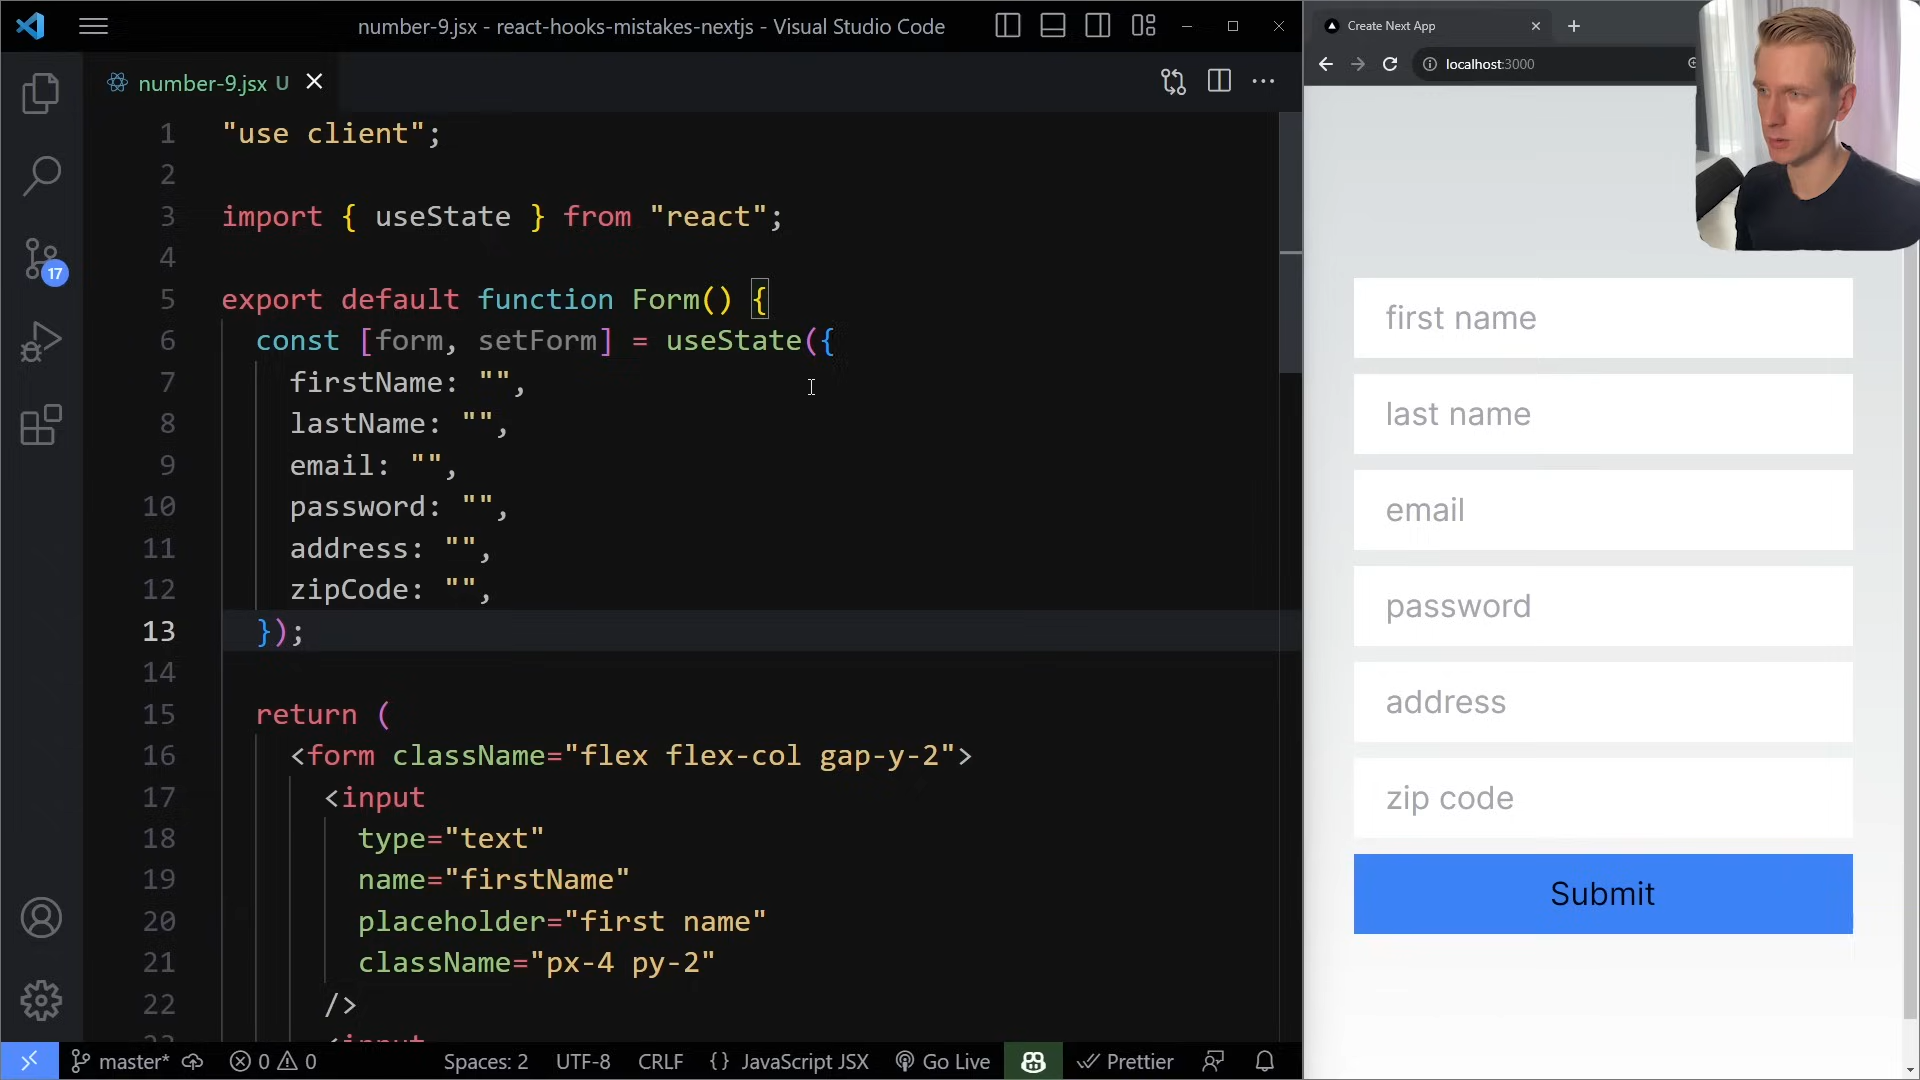 number-9.jsx - react-hooks-mistakes-nextjs - Visual Studio Code
number-9.jsx U
17
1 "use client";
2
3 import { useState } from "react";
4
5 export default function Form() {
6 const [form, setForm] = useState({
7 firstName: "",
8 lastName: "",
9 email: "",
10 password: "",
11 address: "",
12 zipCode: "",
13 });
14
15 return (
16 <form className="flex flex-col gap-y-2">
17 <input
18 type="text"
19 name="firstName"
20 placeholder="first name"
21 className="px-4 py-2"
22 />
23 <input
master* 0 0 Spaces: 2 UTF-8 CRLF {} JavaScript JSX Go Live Prettier
Create Next App
localhost:3000
first name
last name
email
password
address
zip code
Submit